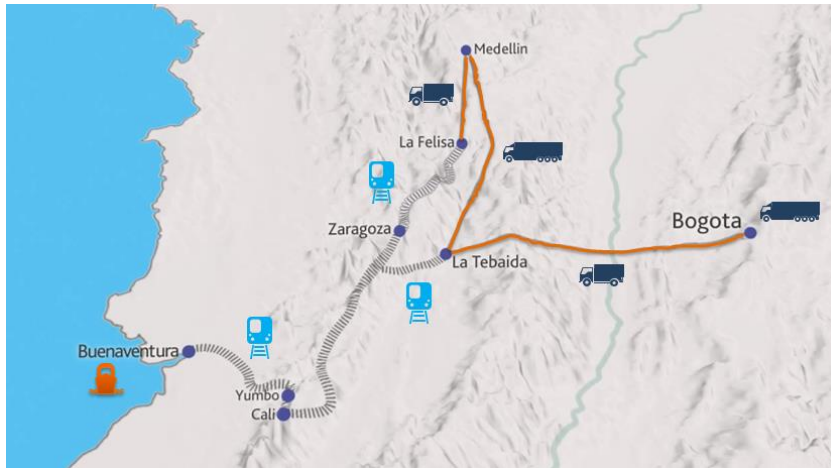 Medellin
La Felisa
Zaragoza
Bogota
La Tebaida
Buenaventura
Yumbo
Cali